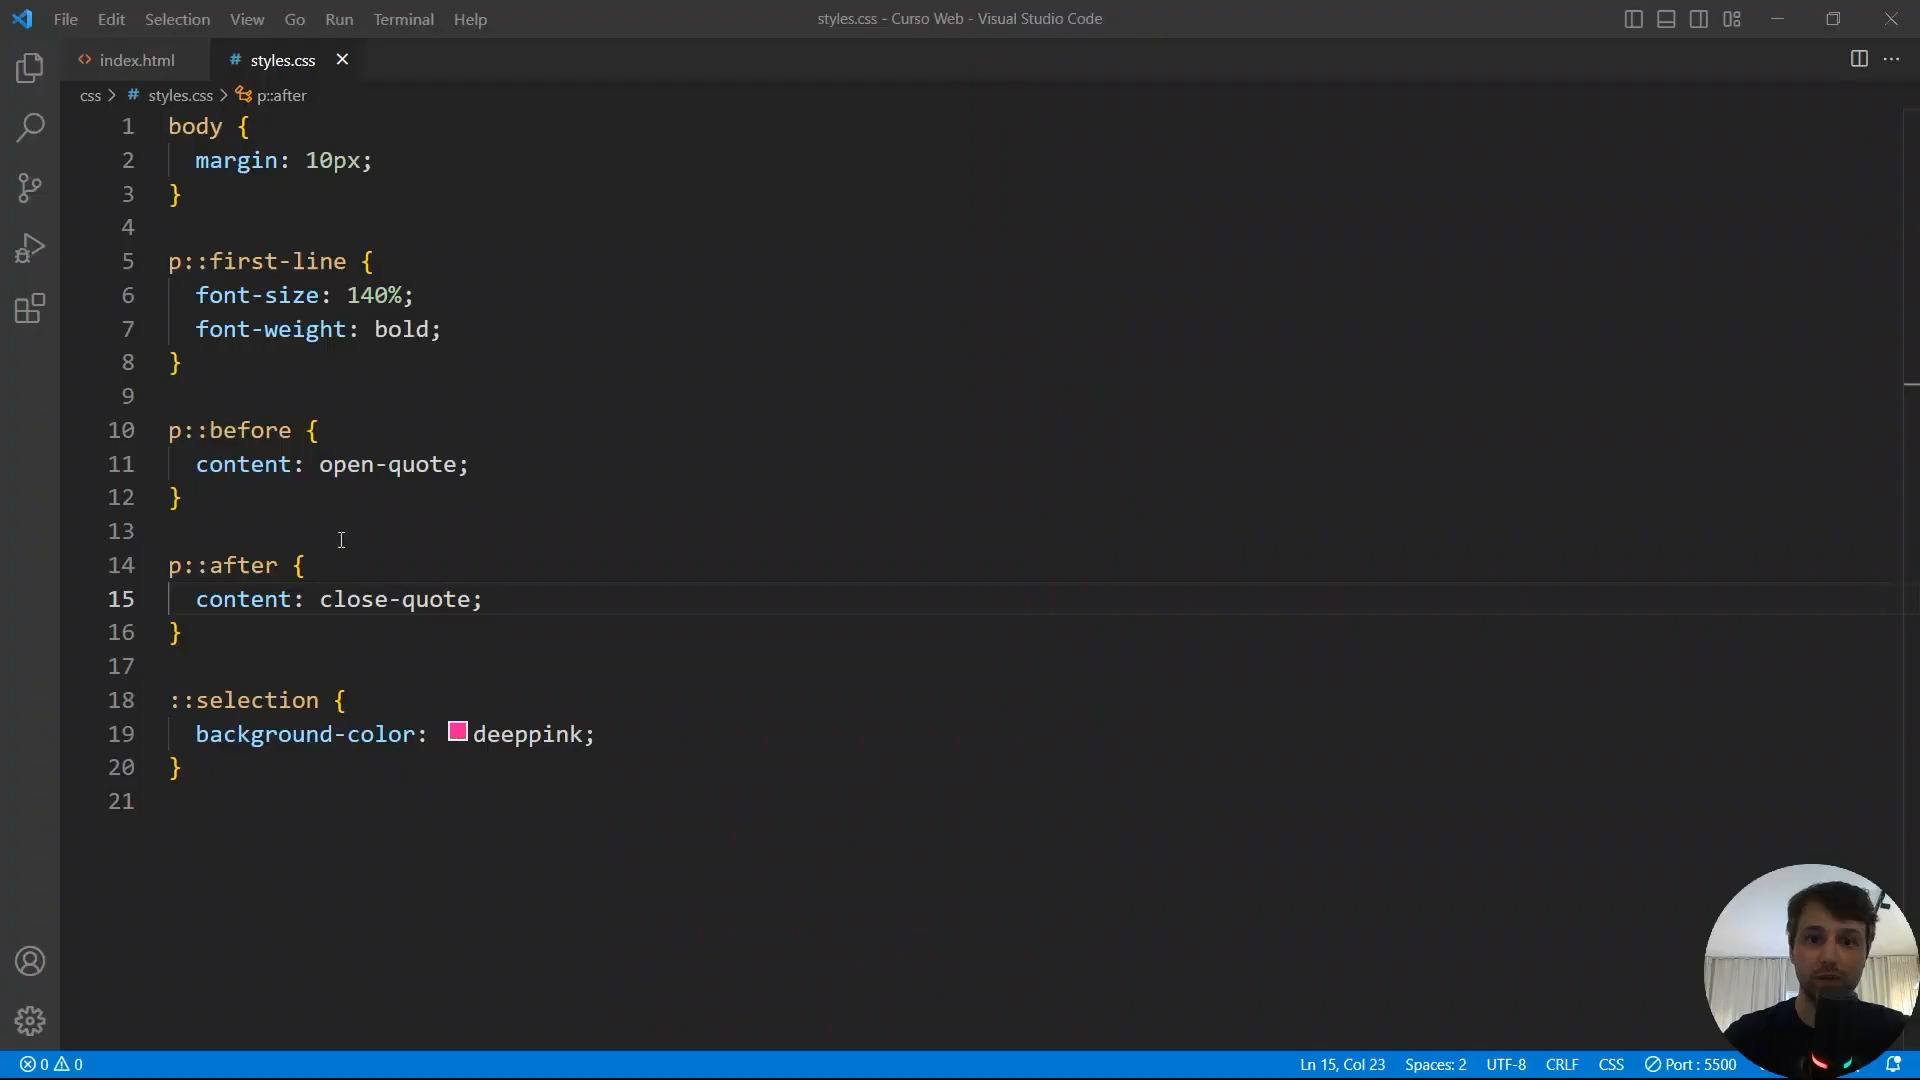 File Edit Selection View Go Run Terminal Help
styles.css - Curso Web - Visual Studio Code
index.html
# styles.css
css > # styles.css > p::after
1 body {
2 margin: 10px;
3 }
4
5 p::first-line {
6 font-size: 140%;
7 font-weight: bold;
8 }
9
10 p::before {
11 content: open-quote;
12 }
13
14 p::after {
15 content: close-quote;
16 }
17
18 ::selection {
19 background-color: deeppink;
20 }
21
0 0
Ln 15, Col 23 Spaces: 2 UTF-8 CRLF CSS Port : 5500